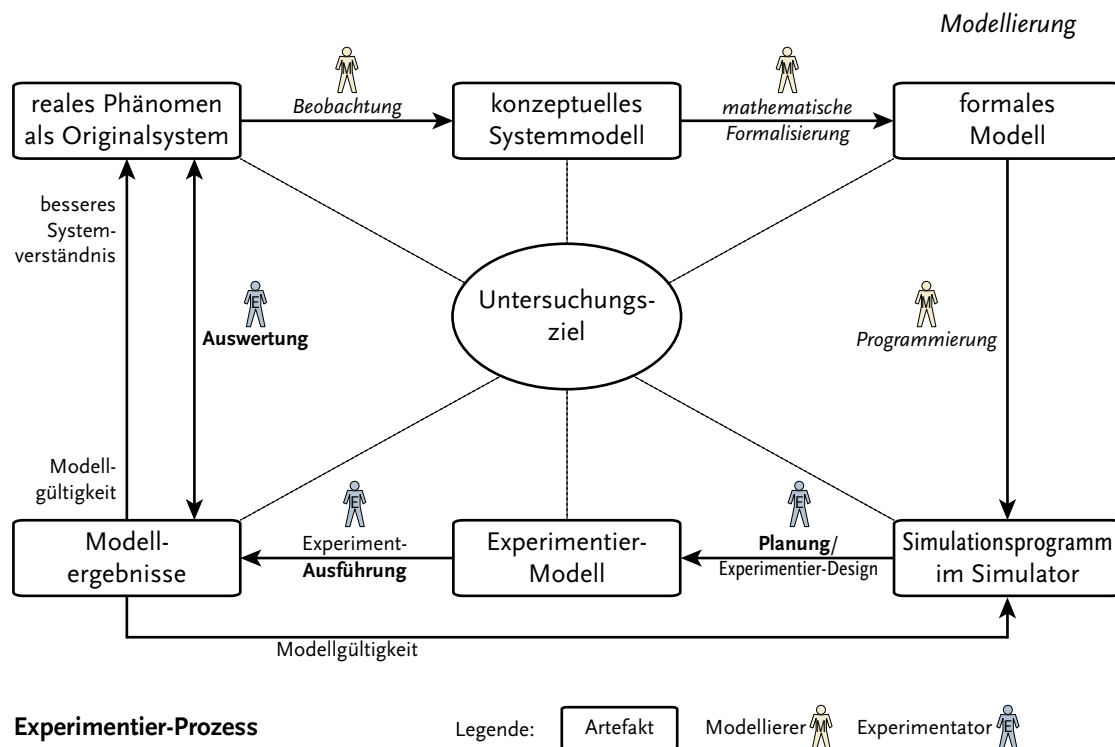 Modellierung
M
M
reales Phänomen
als Originalsystem
Beobachtung
konzeptuelles
Systemmodell
mathematische
Formalisierung
formales
Modell
besseres
System-
verständnis
E
Auswertung
Untersuchungs-
ziel
M
Programmierung
Modell-
gültigkeit
E
E
Modell-
ergebnisse
Experiment-
Ausführung
Experimentier-
Modell
Planung/
Experimentier-Design
Simulationsprogramm
im Simulator
Modellgültigkeit
Experimentier-Prozess
Legende: Artefakt Modellierer M Experimentator E